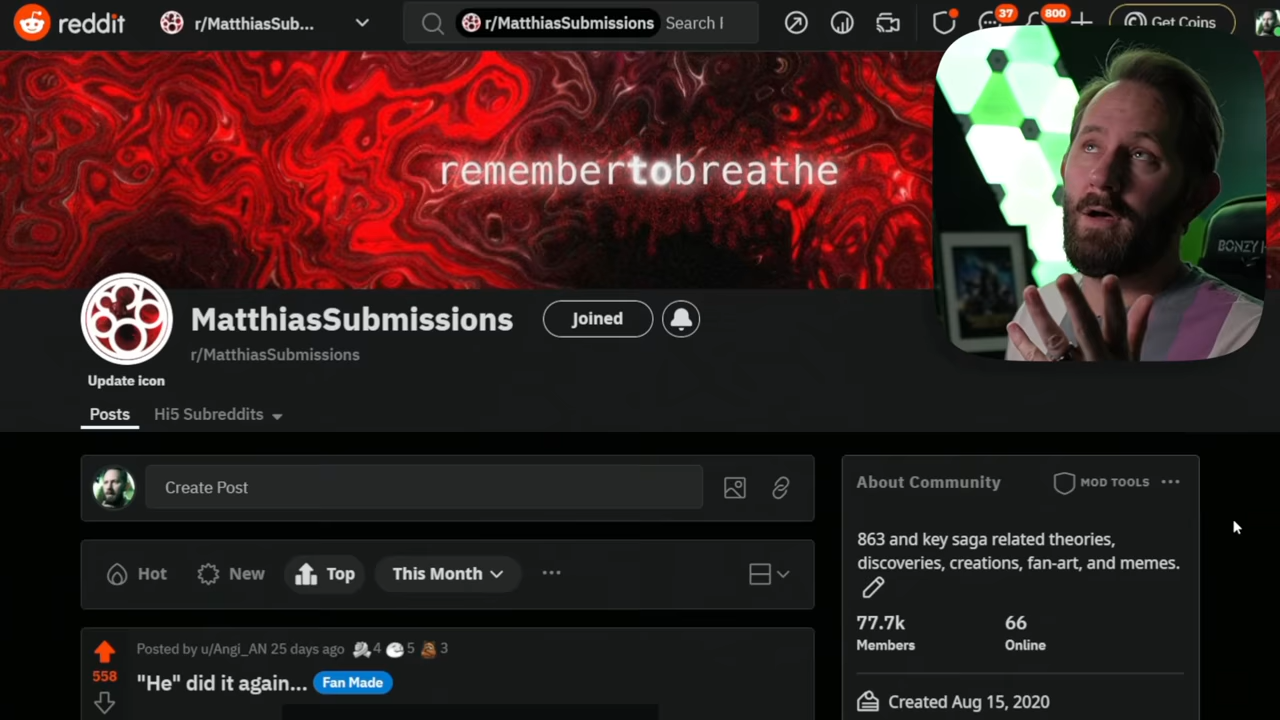 reddit
r/MatthiasSub...
r/MatthiasSubmissions
Search
37
800
Get Coins
remembertobreathe
BONZY
MatthiasSubmissions
Joined
r/MatthiasSubmissions
Update icon
Posts
Hi5 Subreddits
Create Post
About Community
MOD TOOLS
863 and key saga related theories,
discoveries, creations, fan-art, and memes.
77.7k
66
Members
Online
Created Aug 15, 2020
Hot
New
Top
This Month
Posted by u/Angi_AN 25 days ago
4
5
3
558
"He" did it again...
Fan Made